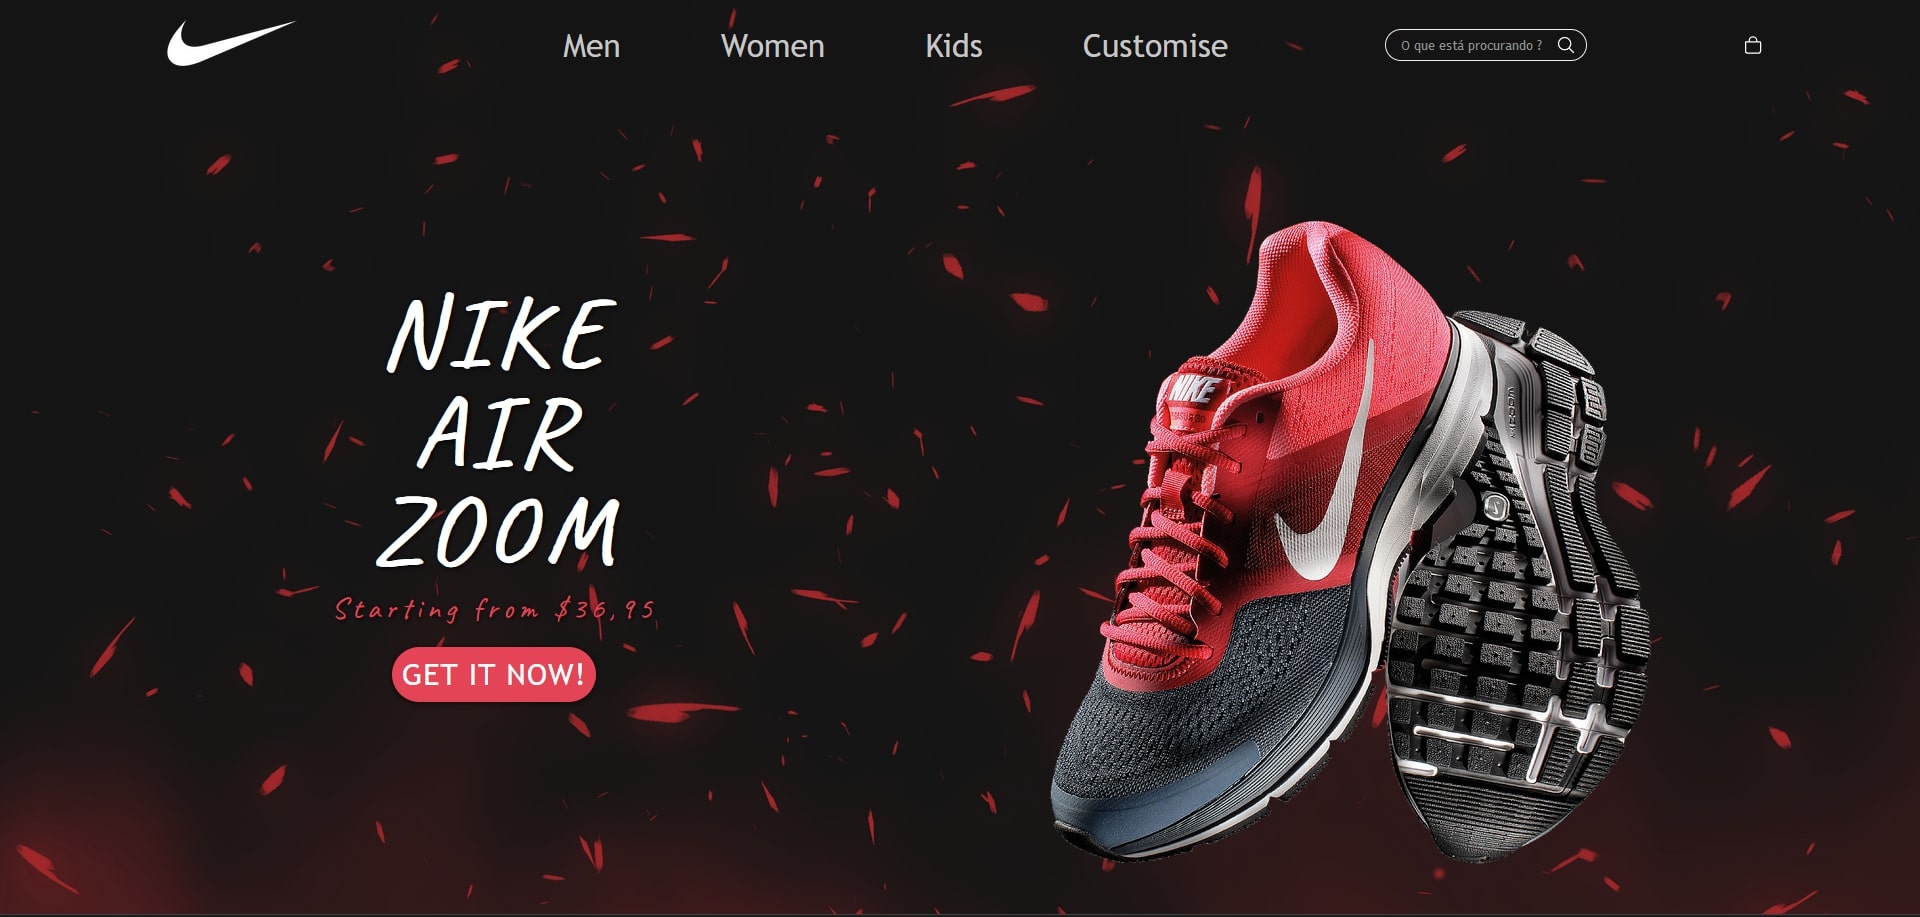 Men
Women
Kids
Customise
O que está procurando ?
NIKE
AIR
ZOOM
Starting from $36,95
GET IT NOW!
NIKE